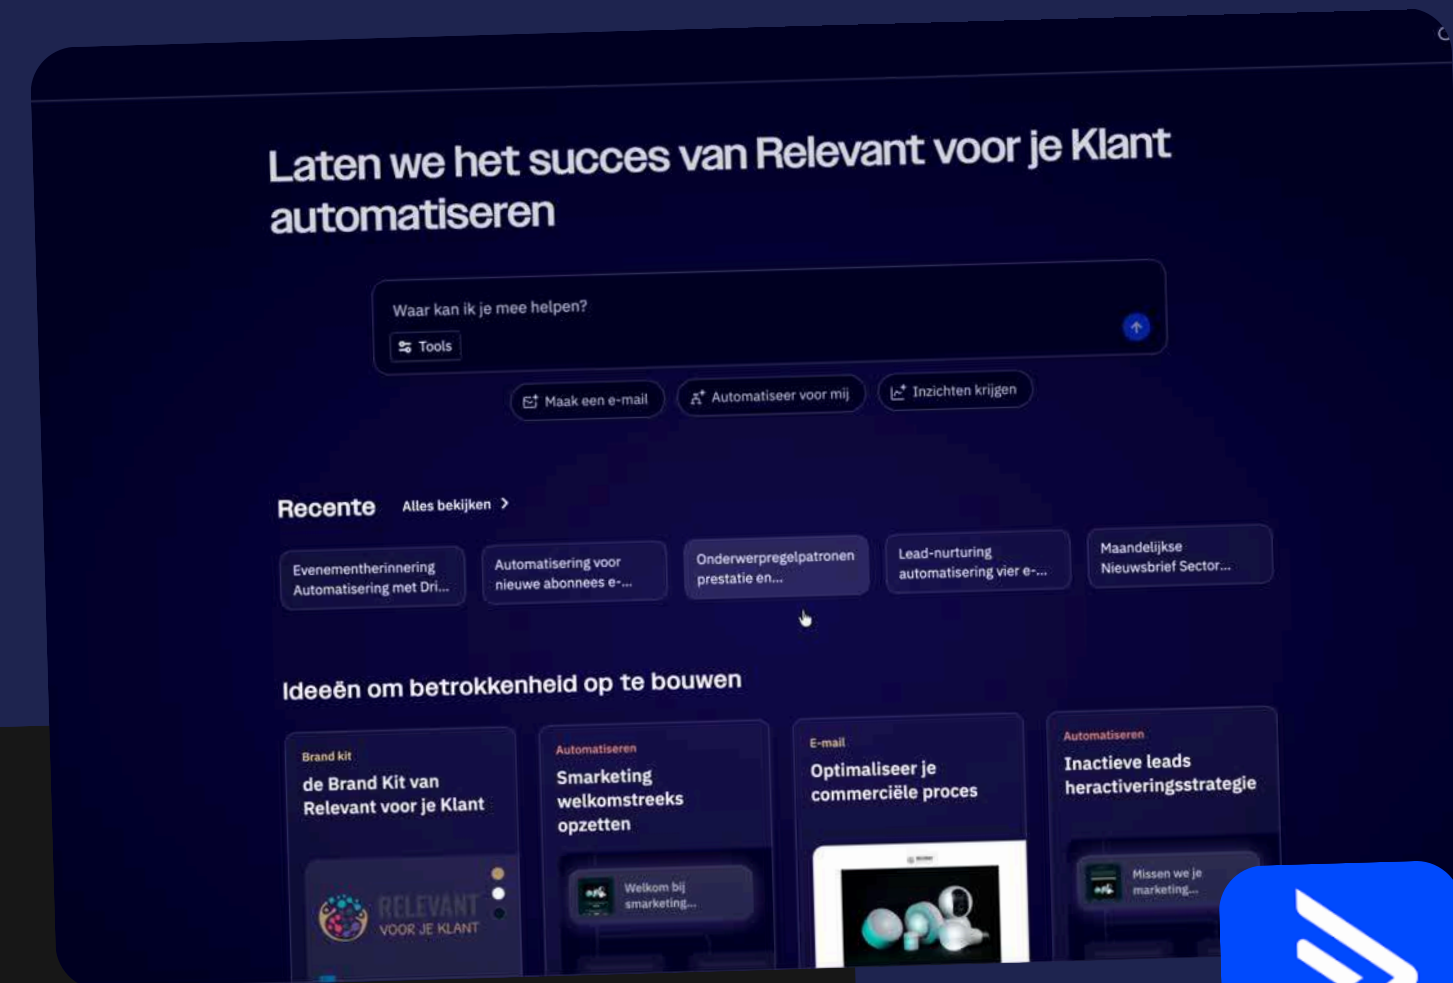 Laten we het succes van Relevant voor je Klant
automatiseren
Waar kan ik je mee helpen?
Tools
Maak een e-mail
Automatiseer voor mij
Inzichten krijgen
Recente
Alles bekijken
Evenementherinnering
Automatisering met Dri...
Automatisering voor
nieuwe abonnees e-...
Onderwerpregelpatronen
prestatie en...
Lead-nurturing
automatisering vier e-...
Maandelijkse
Nieuwsbrief Sector...
Ideeën om betrokkenheid op te bouwen
Brand kit
de Brand Kit van
Relevant voor je Klant
RELEVANT
VOOR JE KLANT
Automatiseren
Smarketing
welkomstreeks
opzetten
Welkom bij
smarketing...
E-mail
Optimaliseer je
commerciële proces
Automatiseren
Inactieve leads
heractiveringsstrategie
Missen we je
marketing...